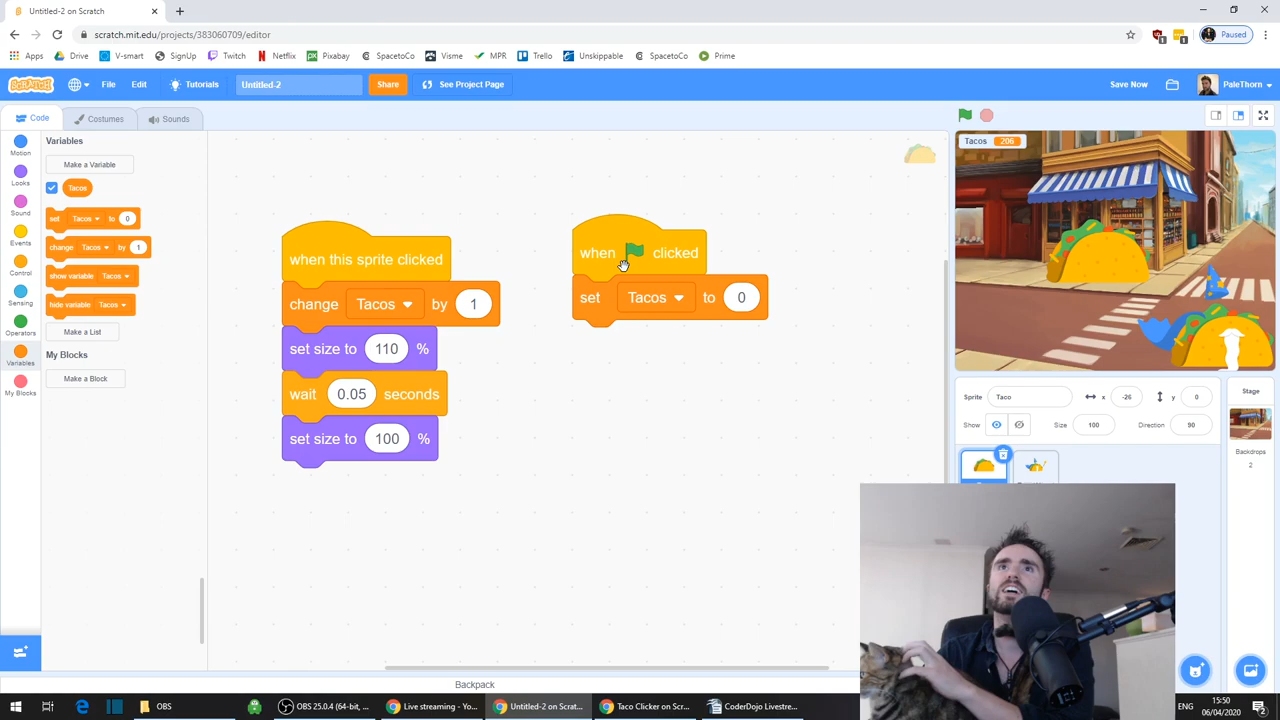 Untitled-2 on Scratch
scratch.mit.edu/projects/383060709/editor
Paused
Apps Drive V-smart SignUp Twitch Netflix Pixabay SpacetoCo Visme MPR Trello Unskippable SpacetoCo Prime
SCRATCH File Edit Tutorials Untitled-2 Share See Project Page Save Now PaleThorn
Code Costumes Sounds
Motion
Looks
Sound
Events
Control
Sensing
Operators
Variables
My Blocks
Variables
Make a Variable
Tacos
set Tacos to 0
change Tacos by 1
show variable Tacos
hide variable Tacos
Make a List
My Blocks
Make a Block
when this sprite clicked
change Tacos by 1
set size to 110 %
wait 0.05 seconds
set size to 100 %
when clicked
set Tacos to 0
Tacos 206
Sprite Taco x -26 y 0
Show Size 100 Direction 90
Stage
Backdrops
2
Backpack
OBS
OBS 25.0.4 (64-bit, ...
Live streaming - Yo...
Untitled-2 on Scrat...
Taco Clicker on Scr...
CoderDojo Livestre...
ENG
15:50
06/04/2020
2